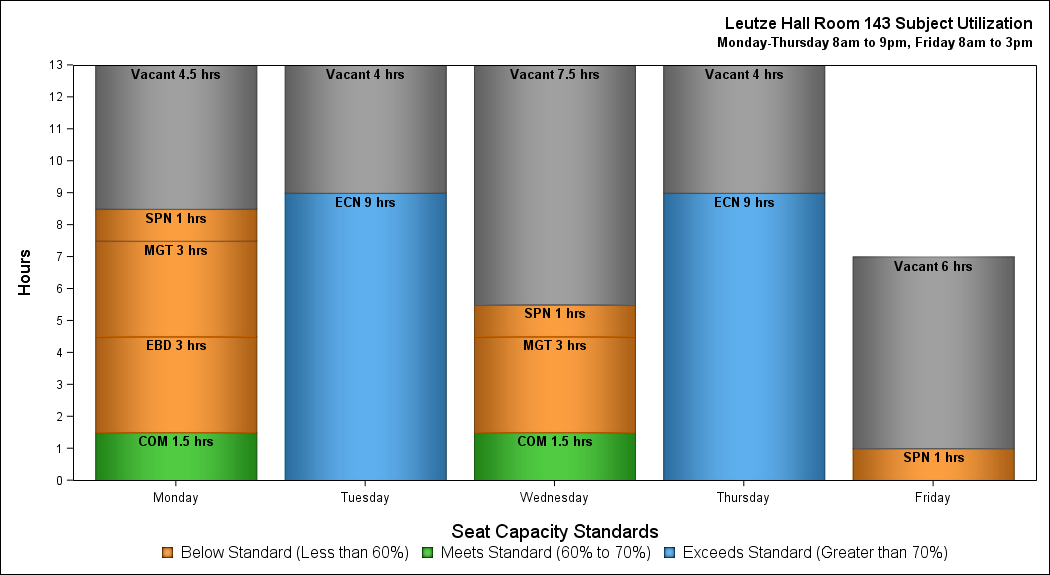 Leutze Hall Room 143 Subject Utilization
Monday-Thursday 8am to 9pm, Friday 8am to 3pm
13
12
11
10
9
8
7
6
5
4
3
2
1
0
Hours
Vacant 4.5 hrs
SPN 1 hrs
MGT 3 hrs
EBD 3 hrs
COM 1.5 hrs
Vacant 4 hrs
ECN 9 hrs
Vacant 7.5 hrs
SPN 1 hrs
MGT 3 hrs
COM 1.5 hrs
Vacant 4 hrs
ECN 9 hrs
Vacant 6 hrs
SPN 1 hrs
Monday Tuesday Wednesday Thursday Friday
Seat Capacity Standards
Below Standard (Less than 60%) Meets Standard (60% to 70%) Exceeds Standard (Greater than 70%)